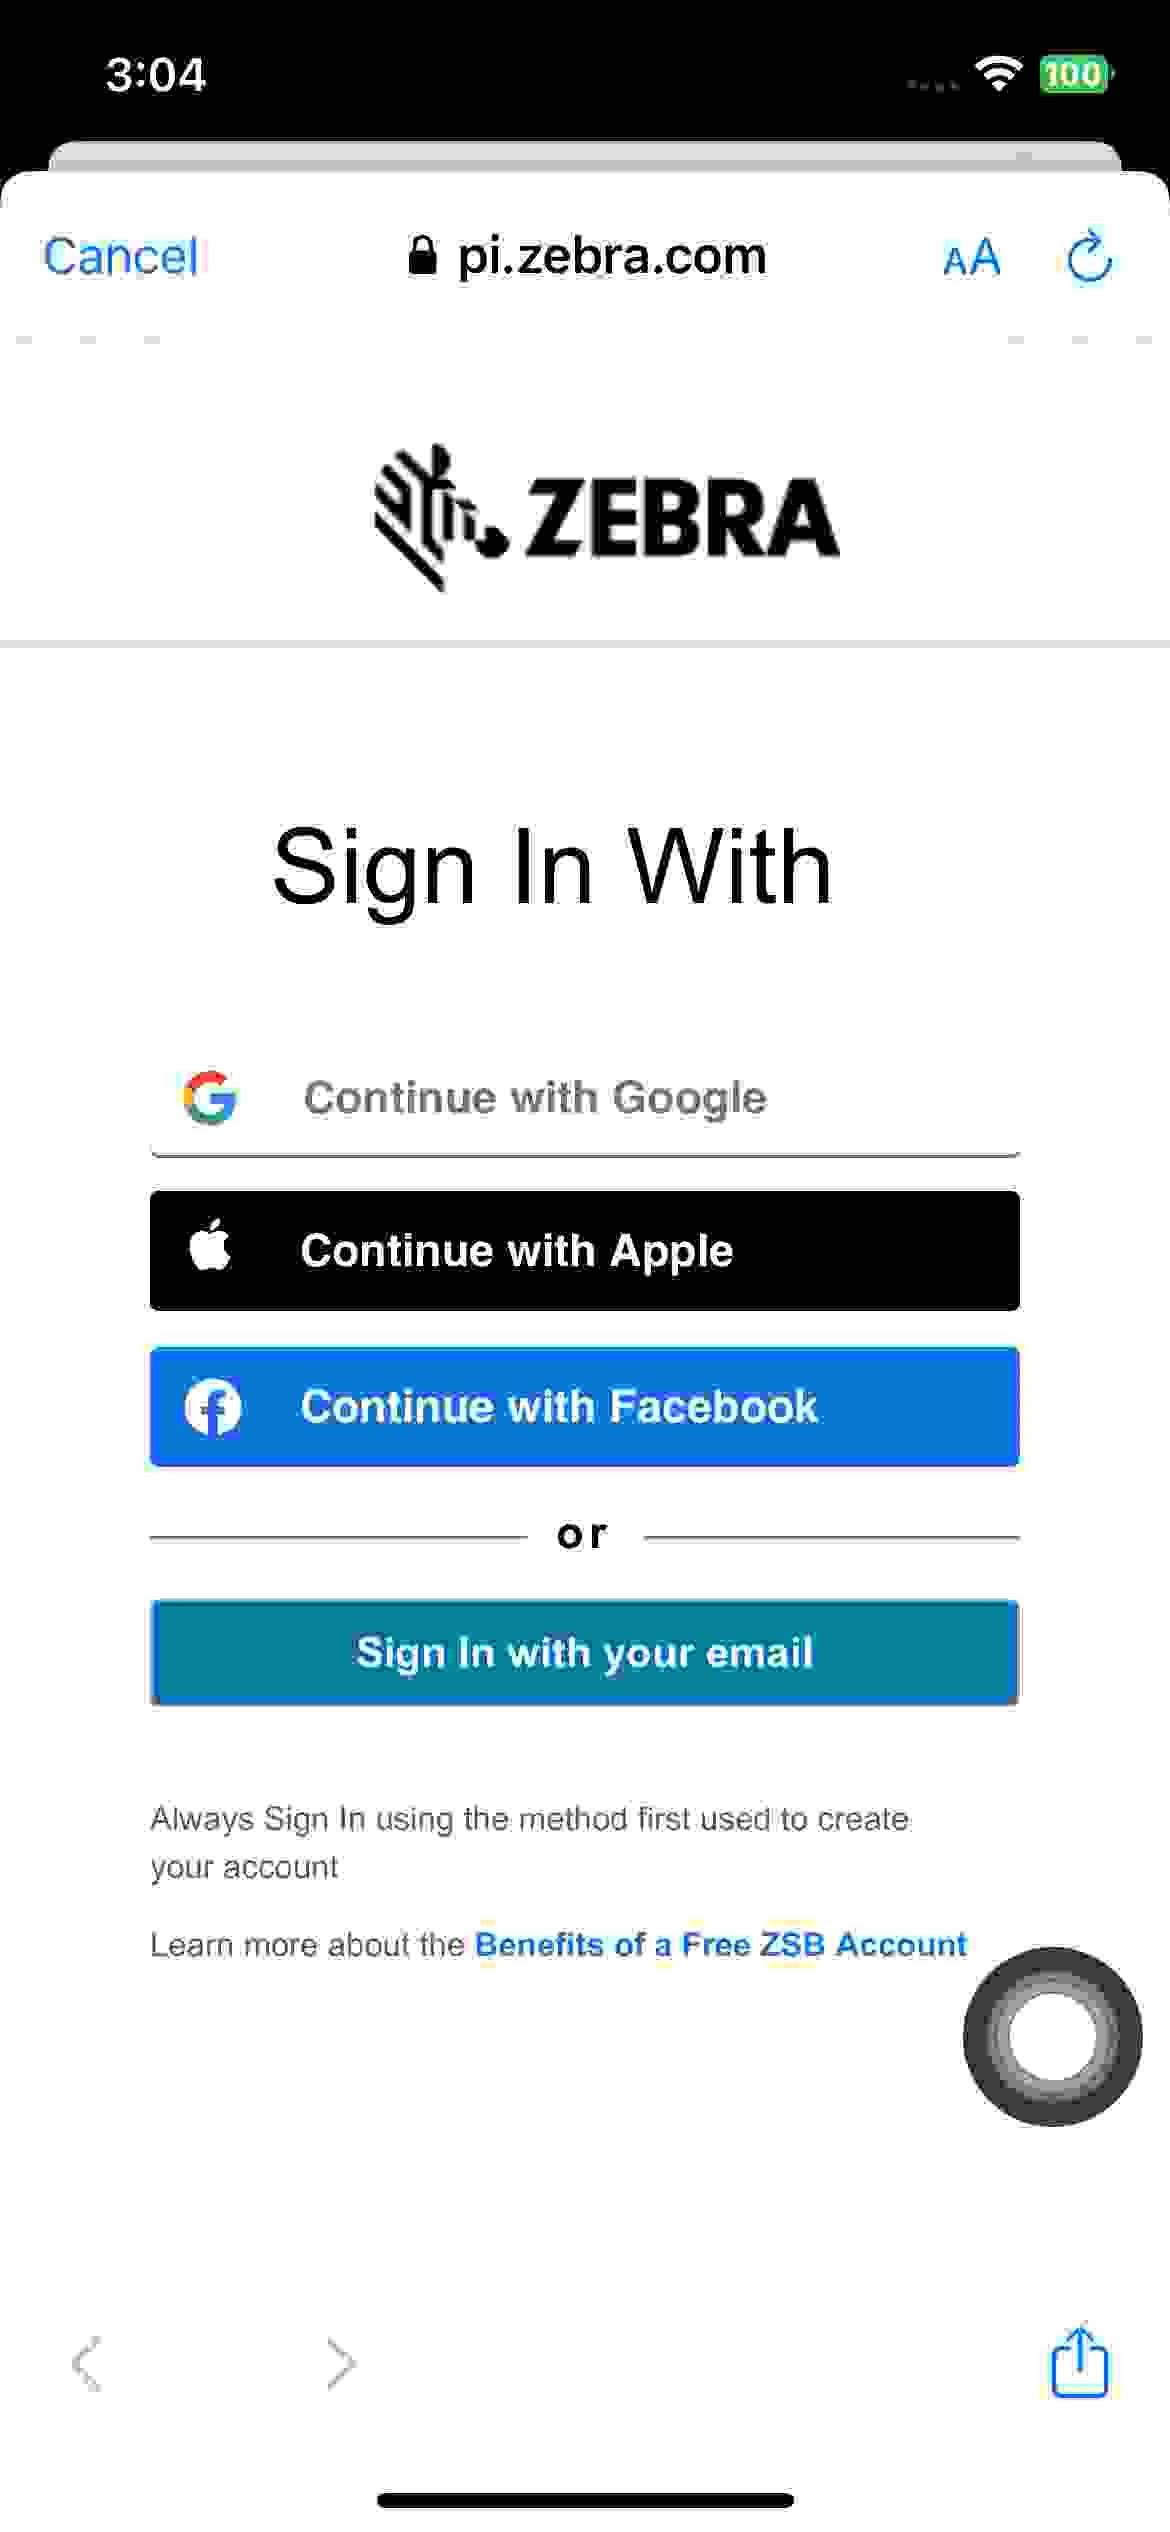 3:04
100
Cancel
pi.zebra.com
AA
ZEBRA
Sign In With
Continue with Google
Continue with Apple
Continue with Facebook
or
Sign In with your email
Always Sign In using the method first used to create
your account
Learn more about the Benefits of a Free ZSB Account